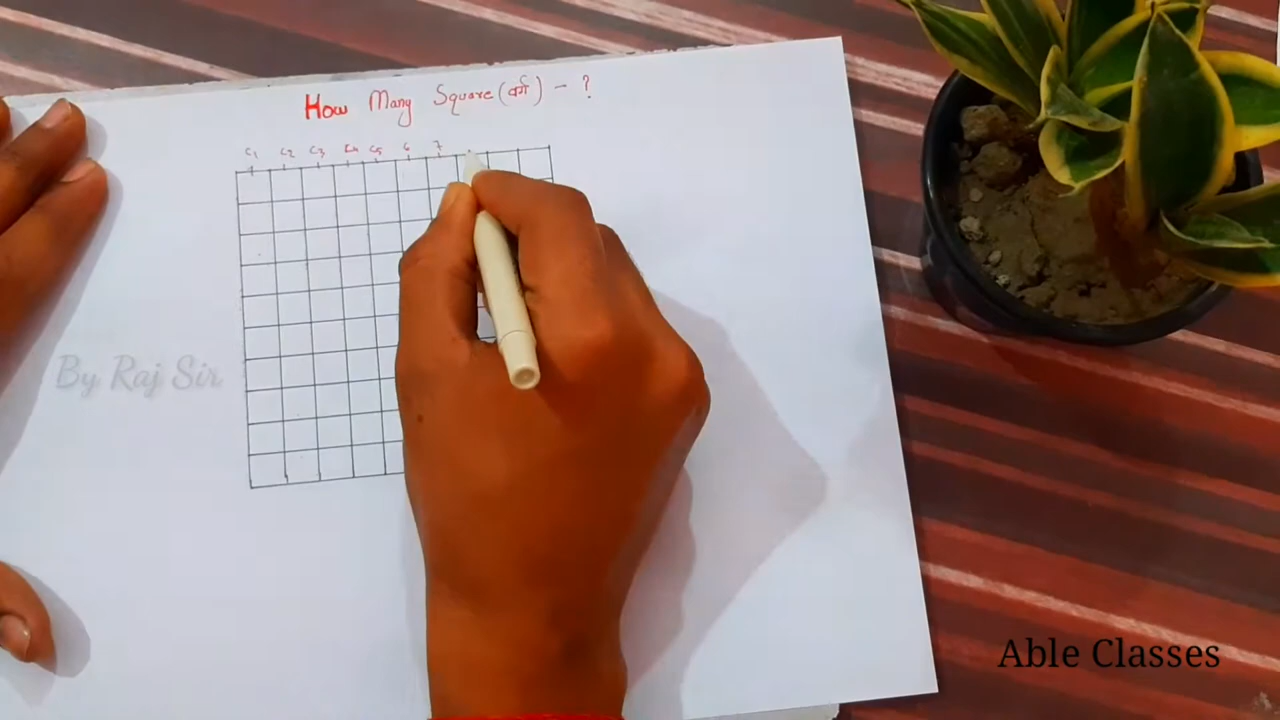 How Many Square (वर्ग) - ?
C1 C2 C3 C4 C5 6 7
By Raj Sir
Able Classes